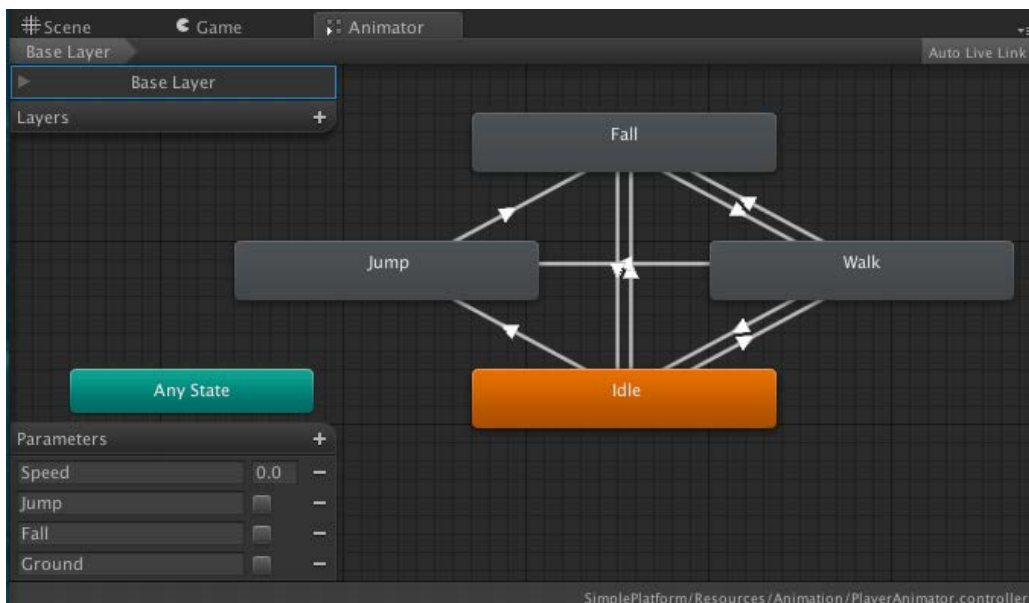 Scene Game Animator
Base Layer Auto Live Link
Base Layer
Layers
Fall
Jump
Walk
Any State
Idle
Parameters
Speed 0.0
Jump
Fall
Ground
SimplePlatform/Resources/Animation/PlayerAnimator.controller